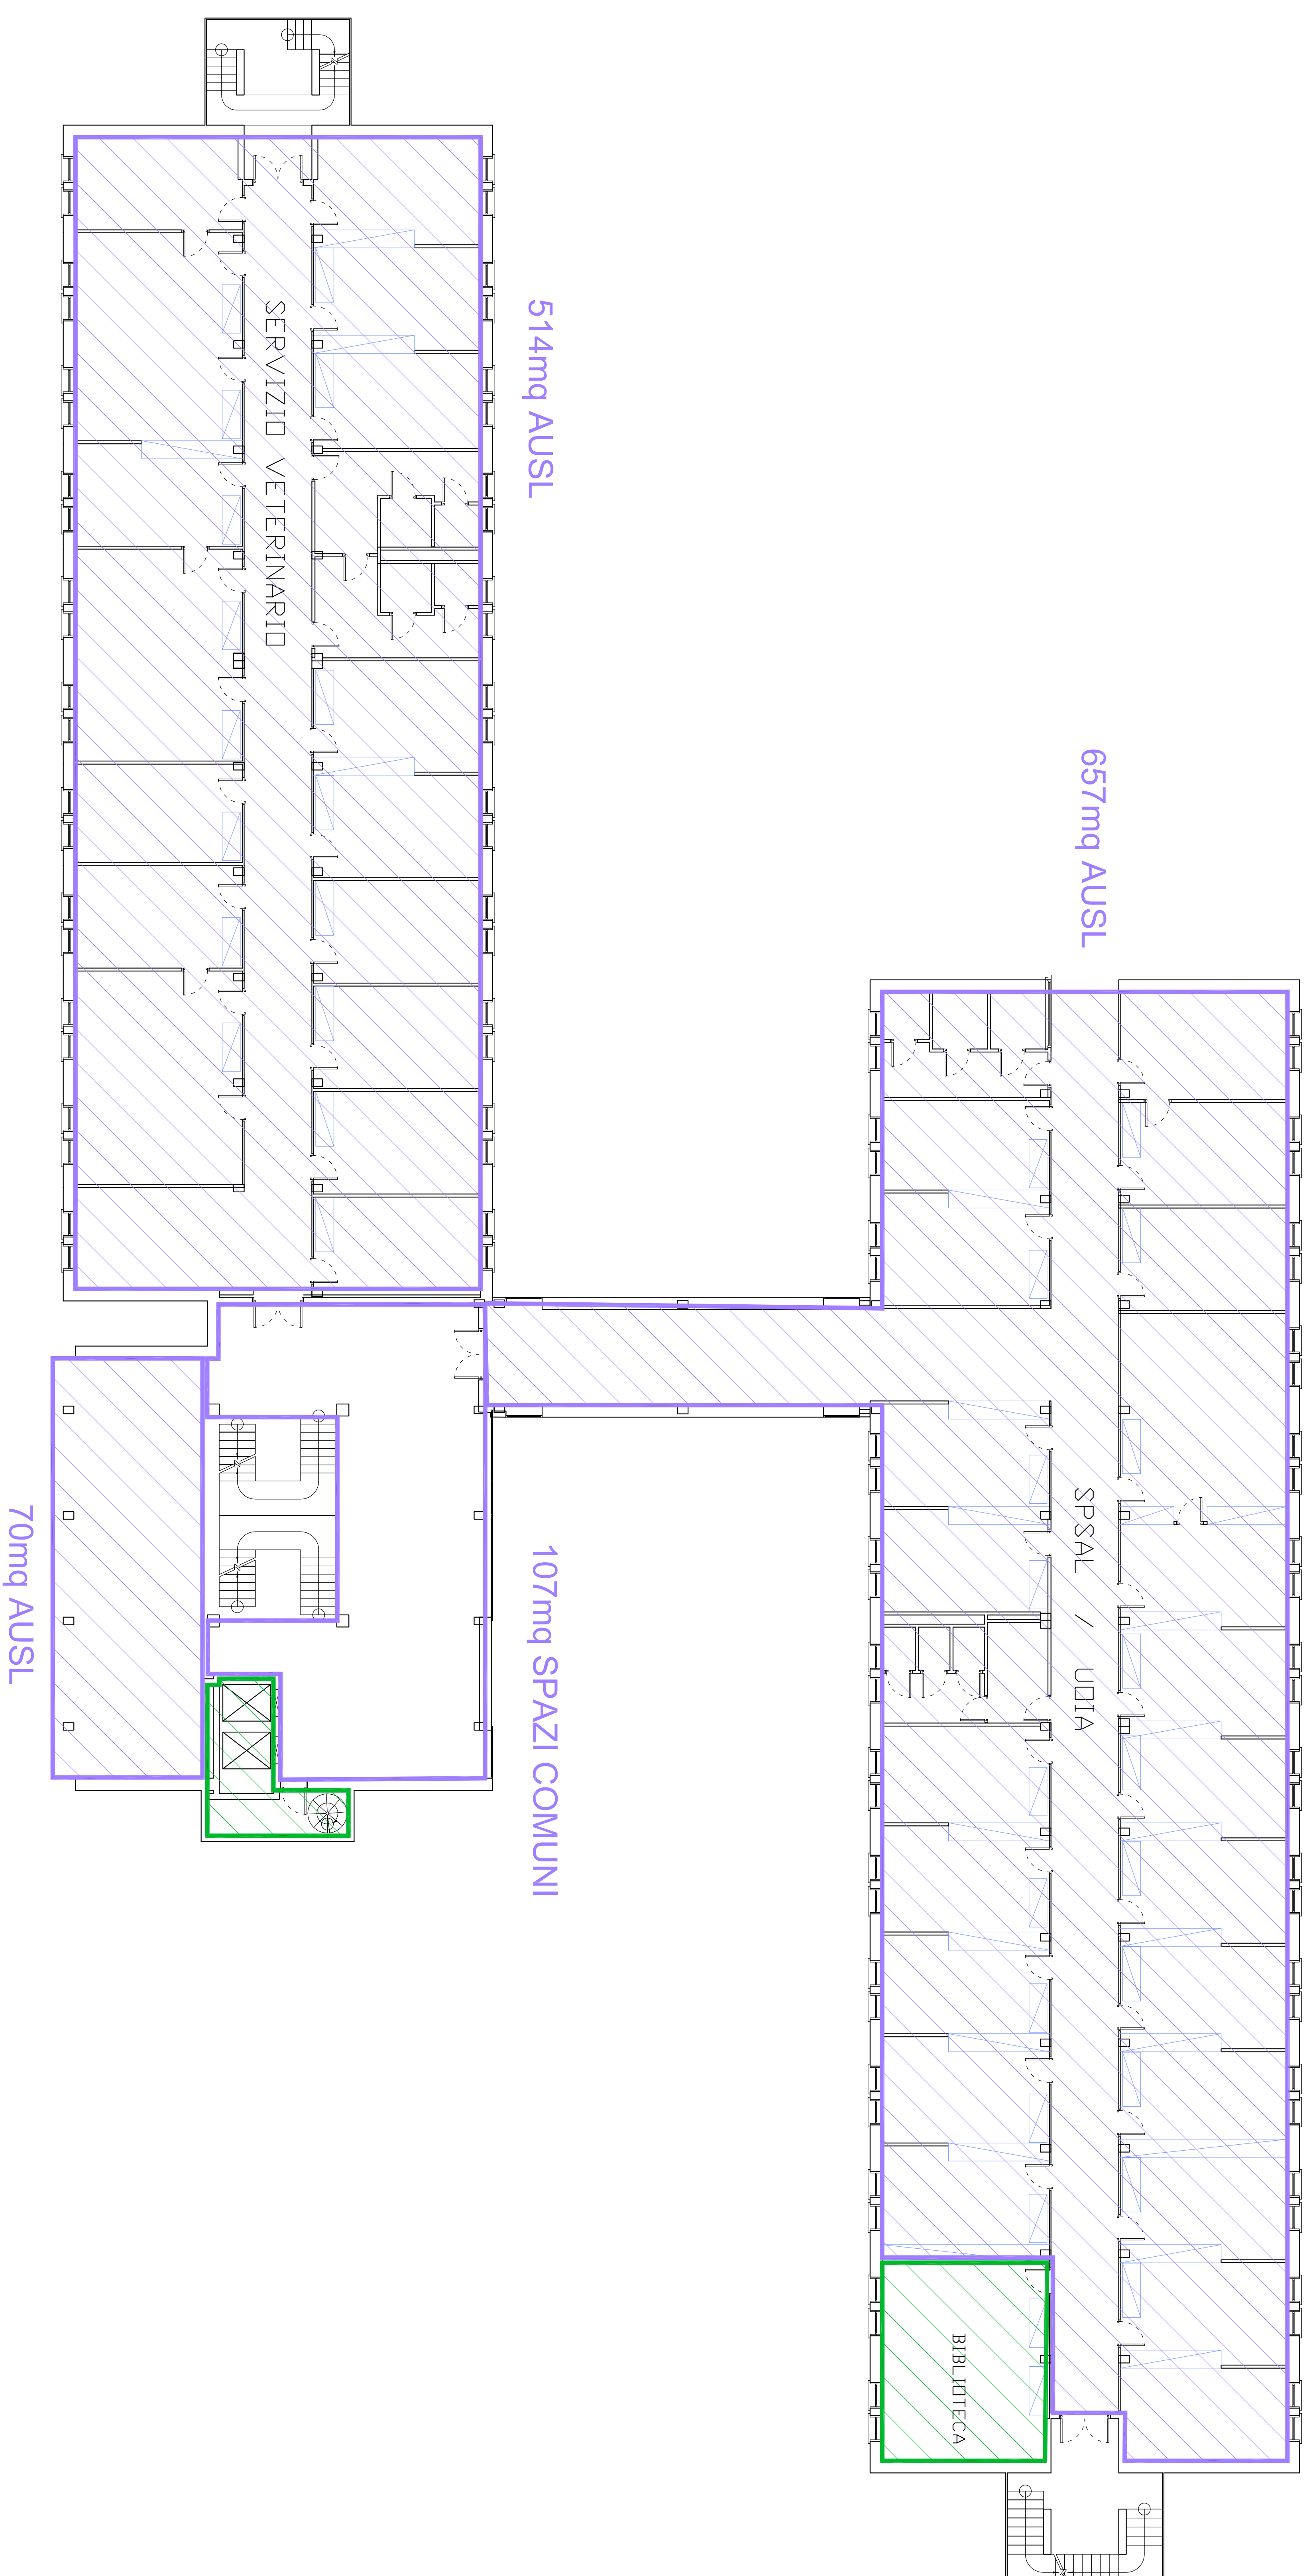 514mq AUSL
SERVIZIO VETERINARIO
657mq AUSL
SPSAL / UOIA
107mq SPAZI COMUNI
70mq AUSL
BIBLIOTECA